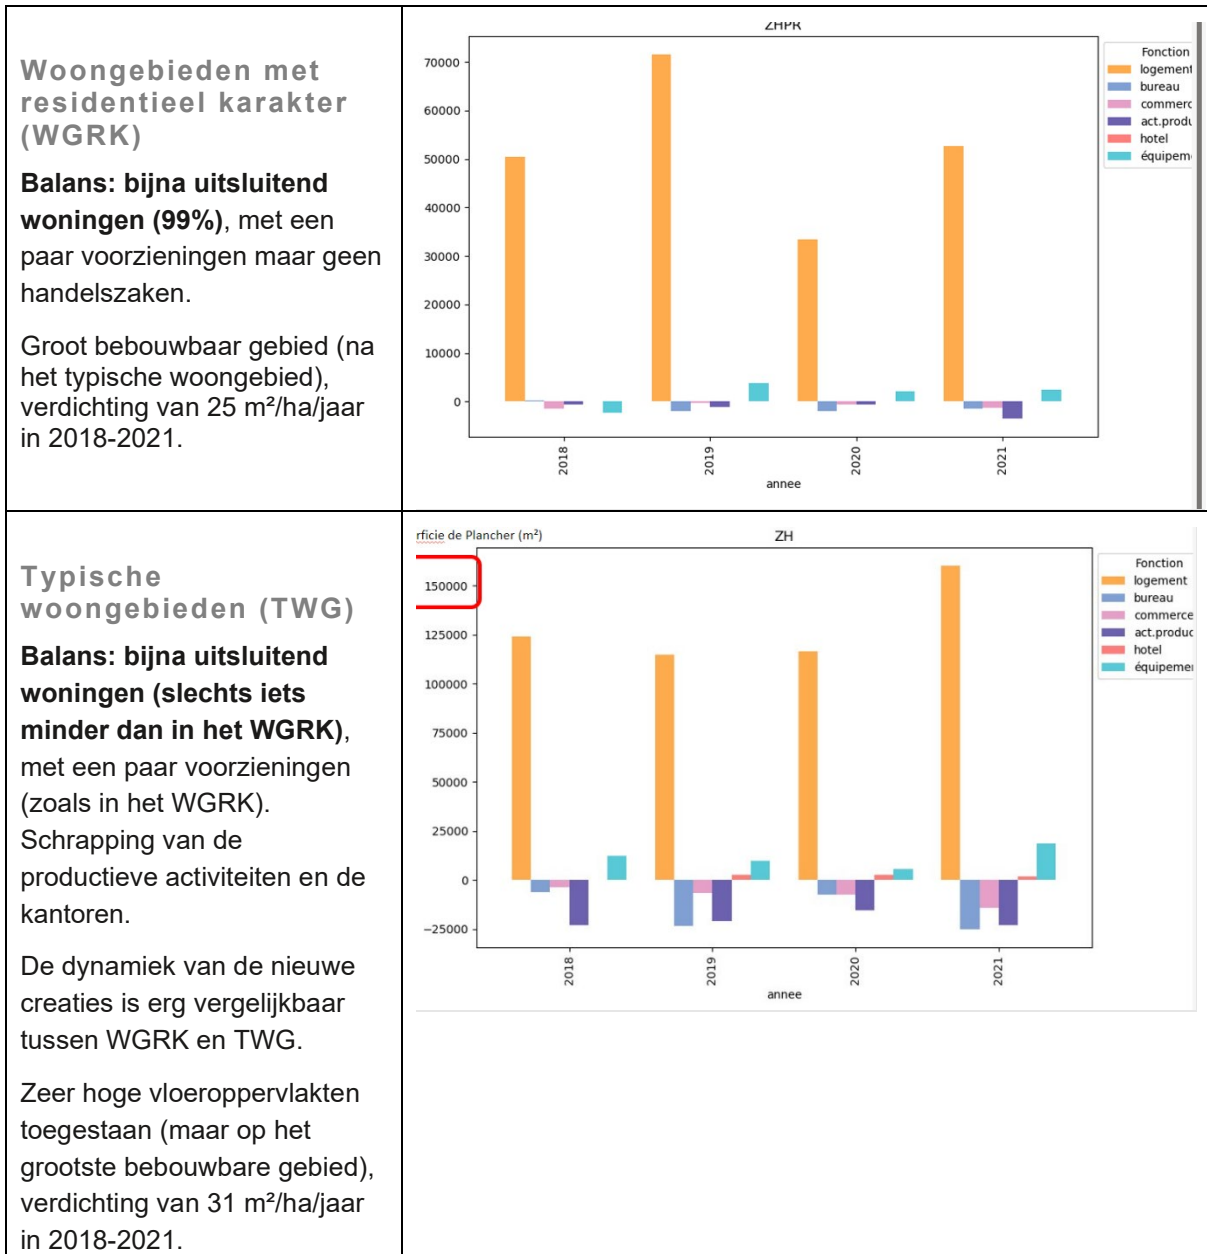 Woongebieden met
residentieel karakter
(WGRK)
Balans: bijna uitsluitend
woningen (99%), met een
paar voorzieningen maar geen
handelszaken.
Groot bebouwbaar gebied (na
het typische woongebied),
verdichting van 25 m²/ha/jaar
in 2018-2021.
ZHPR
70000
60000
50000
40000
30000
20000
10000
0
2018
2019
2020
2021
annee
Fonction
logement
bureau
commerc
act.produ
hotel
équipem
Typische
woongebieden (TWG)
Balans: bijna uitsluitend
woningen (slechts iets
minder dan in het WGRK),
met een paar voorzieningen
(zoals in het WGRK).
Schrapping van de
productieve activiteiten en de
kantoren.
De dynamiek van de nieuwe
creaties is erg vergelijkbaar
tussen WGRK en TWG.
Zeer hoge vloeroppervlakten
toegestaan (maar op het
grootste bebouwbare gebied),
verdichting van 31 m²/ha/jaar
in 2018-2021.
rficie de Plancher (m²)
ZH
150000
125000
100000
75000
50000
25000
0
−25000
2018
2019
2020
2021
annee
Fonction
logement
bureau
commerce
act.produc
hotel
équipemer